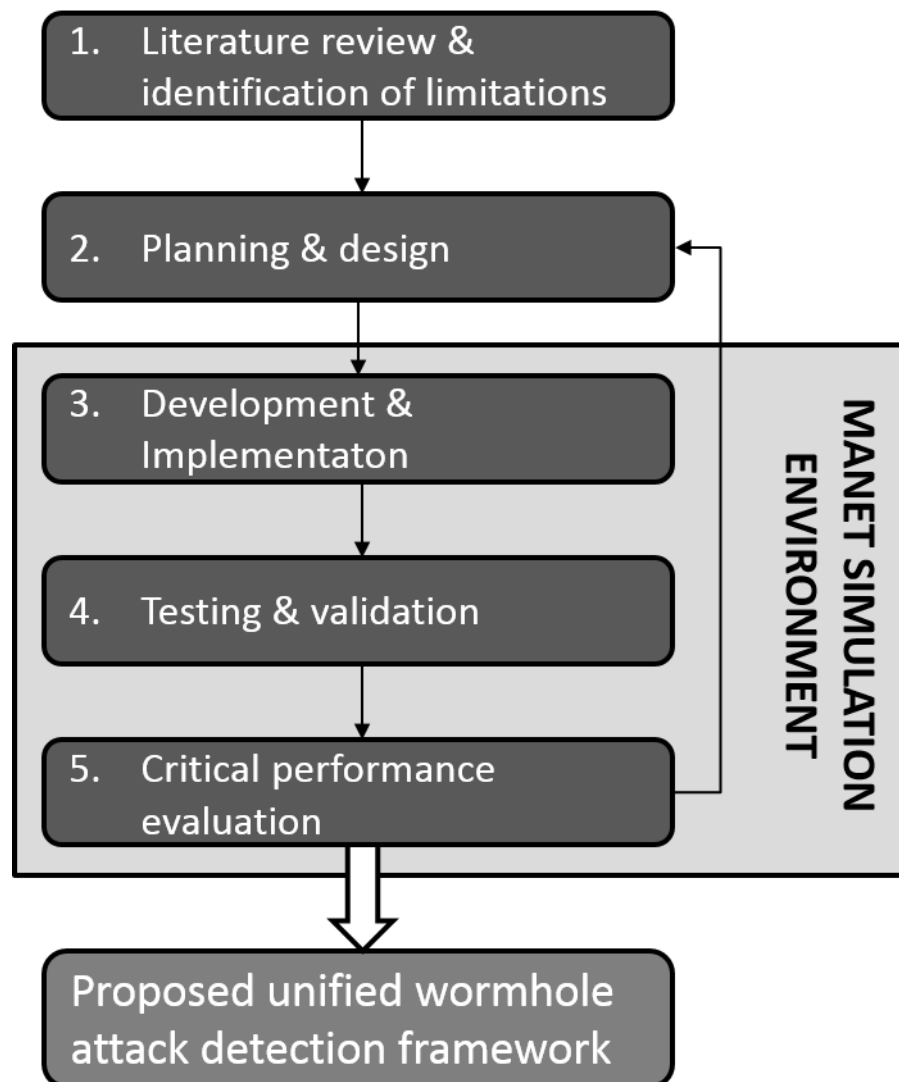 1. Literature review &
identification of limitations
2. Planning & design
3. Development &
Implementaton
4. Testing & validation
5. Critical performance
evaluation
MANET SIMULATION
ENVIRONMENT
Proposed unified wormhole
attack detection framework